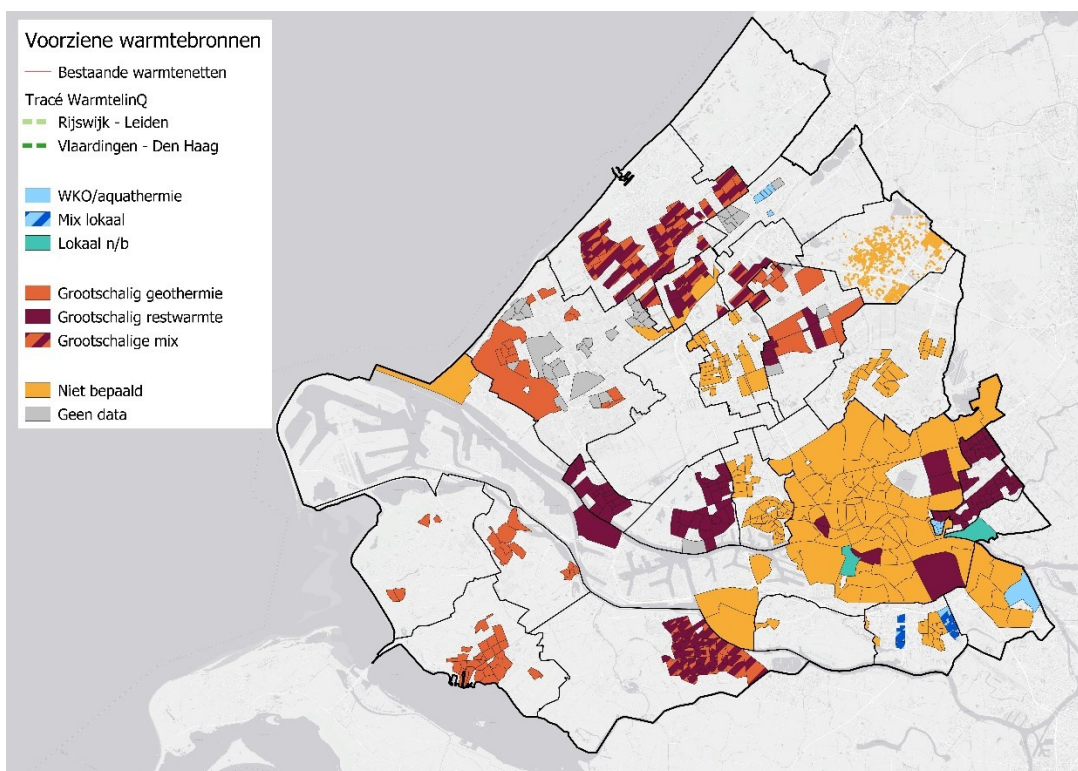 Voorziene warmtebronnen
Bestaande warmtenetten
Tracé WarmtelinQ
Rijswijk - Leiden
Vlaardingen - Den Haag
WKO/aquathermie
Mix lokaal
Lokaal n/b
Grootschalig geothermie
Grootschalig restwarmte
Grootschalige mix
Niet bepaald
Geen data